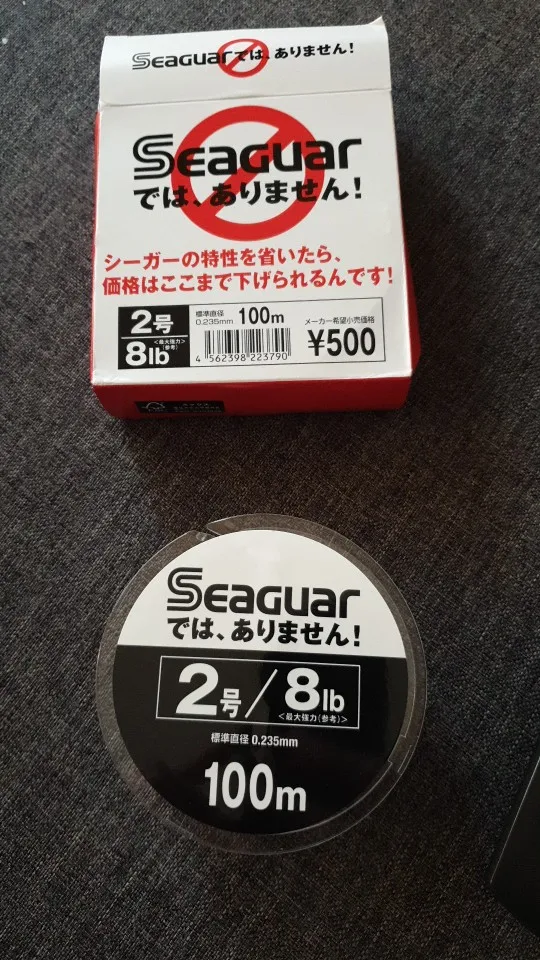 SEAGUARでは、ありません!
SEAGUAR
では、ありません!
シーガーの特性を省いたら、
価格はここまで下げられるんです!
2号
8lb
<最大強力>
(参考)
標準直径
0.235mm
100m
4 562398 223790
メーカー希望小売価格
¥500
SEAGUAR
では、ありません!
2号/8lb
<最大強力(参考)>
標準直径 0.235mm
100m